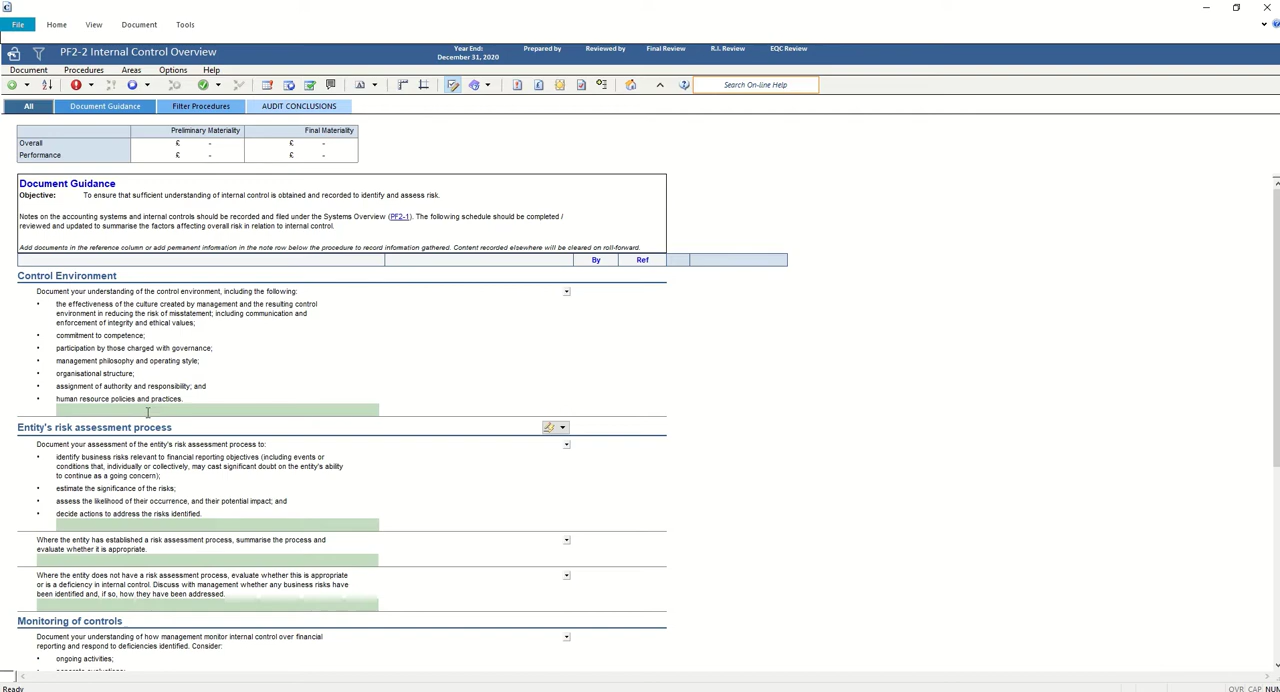 File Home View Document Tools
PF2-2 Internal Control Overview
Year End: Prepared by Reviewed by Final Review R.I. Review EQC Review
December 31, 2020
Document Procedures Areas Options Help
Search On-line Help
All Document Guidance Filter Procedures AUDIT CONCLUSIONS
Preliminary Materiality Final Materiality
Overall £ - £ -
Performance £ - £ -
Document Guidance
Objective: To ensure that sufficient understanding of internal control is obtained and recorded to identify and assess risk.
Notes on the accounting systems and internal controls should be recorded and filed under the Systems Overview (PF2-1). The following schedule should be completed /
reviewed and updated to summarise the factors affecting overall risk in relation to internal control.
Add documents in the reference column or add permanent information in the note row below the procedure to record information gathered. Content recorded elsewhere will be cleared on roll-forward.
By Ref
Control Environment
Document your understanding of the control environment, including the following:
• the effectiveness of the culture created by management and the resulting control
environment in reducing the risk of misstatement; including communication and
enforcement of integrity and ethical values;
• commitment to competence;
• participation by those charged with governance;
• management philosophy and operating style;
• organisational structure;
• assignment of authority and responsibility; and
• human resource policies and practices.
Entity's risk assessment process
Document your assessment of the entity's risk assessment process to:
• identify business risks relevant to financial reporting objectives (including events or
conditions that, individually or collectively, may cast significant doubt on the entity's ability
to continue as a going concern);
• estimate the significance of the risks;
• assess the likelihood of their occurrence, and their potential impact; and
• decide actions to address the risks identified.
Where the entity has established a risk assessment process, summarise the process and
evaluate whether it is appropriate.
Where the entity does not have a risk assessment process, evaluate whether this is appropriate
or is a deficiency in internal control. Discuss with management whether any business risks have
been identified and, if so, how they have been addressed.
Monitoring of controls
Document your understanding of how management monitor internal control over financial
reporting and respond to deficiencies identified. Consider:
• ongoing activities;
Ready OVR CAP NUM